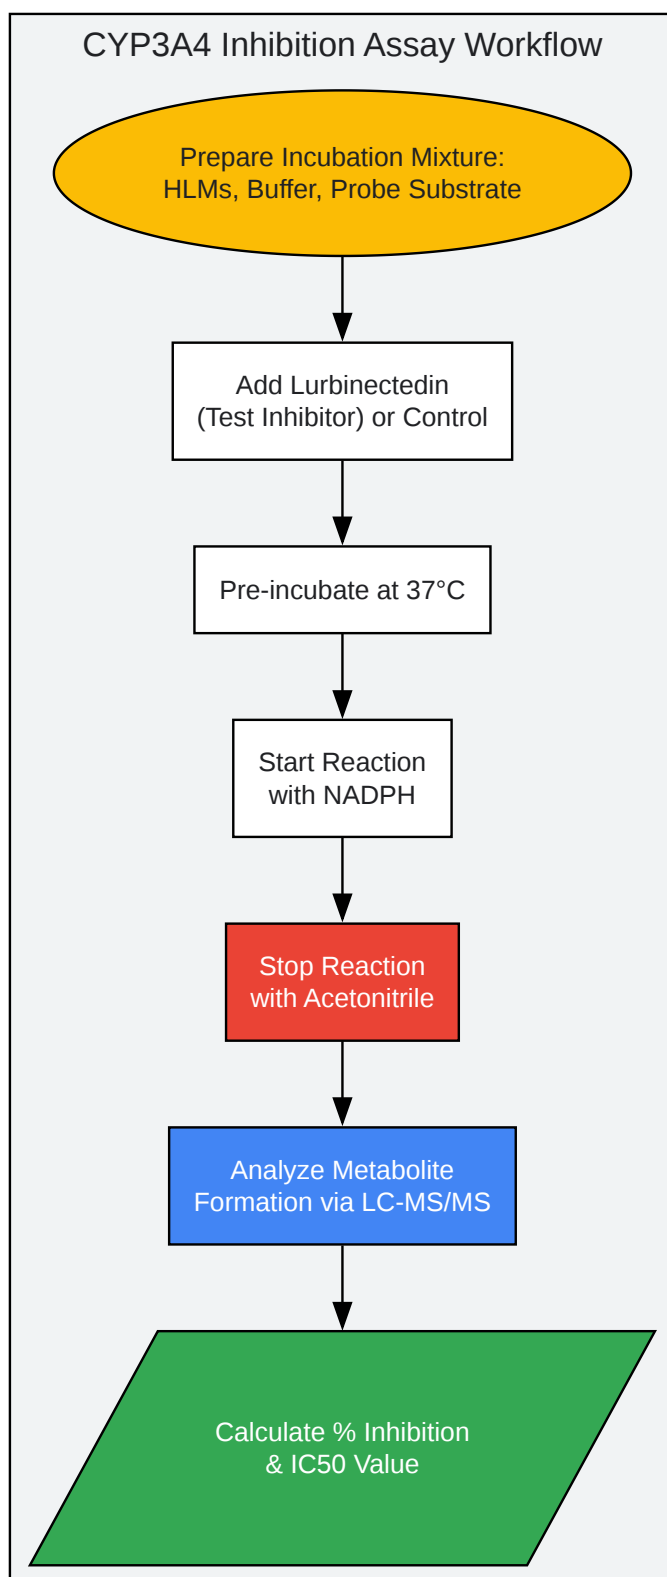 CYP3A4 Inhibition Assay Workflow
Prepare Incubation Mixture:
HLMs, Buffer, Probe Substrate
Add Lurbinectedin
(Test Inhibitor) or Control
Pre-incubate at 37°C
Start Reaction
with NADPH
Stop Reaction
with Acetonitrile
Analyze Metabolite
Formation via LC-MS/MS
Calculate % Inhibition
& IC50 Value